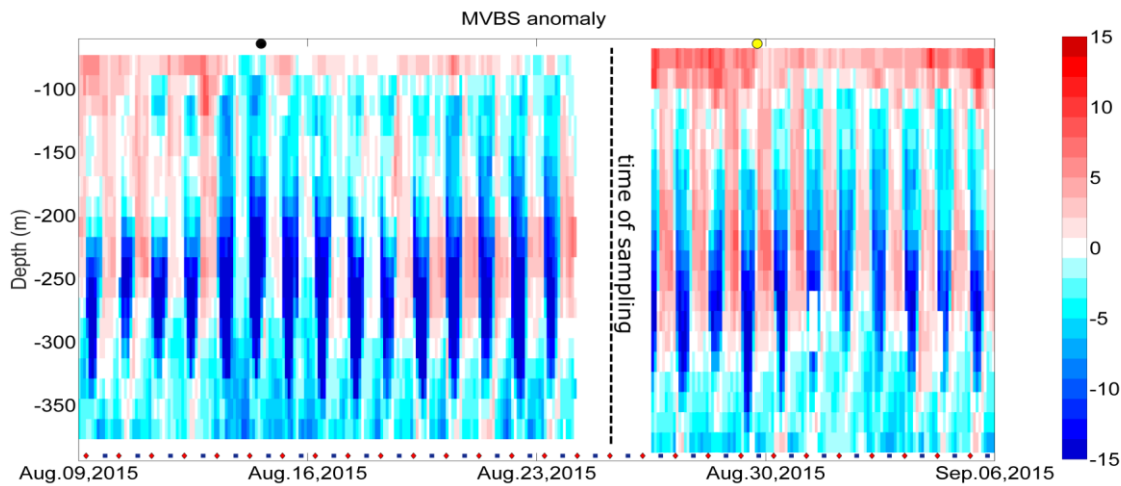 MVBS anomaly
Depth (m)
-100
-150
-200
-250
-300
-350
time of sampling
Aug.09,2015
Aug.16,2015
Aug.23,2015
Aug.30,2015
Sep.06,2015
15
10
5
0
-5
-10
-15